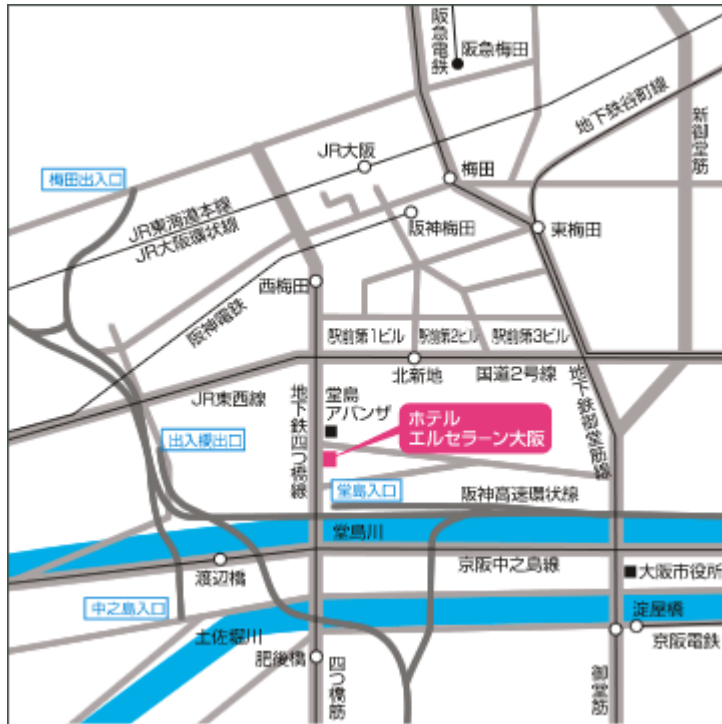 阪急電鉄
阪急梅田
地下鉄谷町線
新御堂筋
JR大阪
梅田
梅田出入口
JR東海道本線
JR大阪環状線
阪神梅田
東梅田
西梅田
阪神電鉄
駅前第1ビル
駅前第2ビル
駅前第3ビル
北新地
国道2号線
JR東西線
地下鉄四つ橋線
堂島
アバンザ
ホテル
エルセラーン大阪
地下鉄御堂筋線
出入橋出口
堂島入口
阪神高速環状線
堂島川
渡辺橋
京阪中之島線
大阪市役所
中之島入口
土佐堀川
淀屋橋
肥後橋
京阪電鉄
四つ橋筋
御堂筋